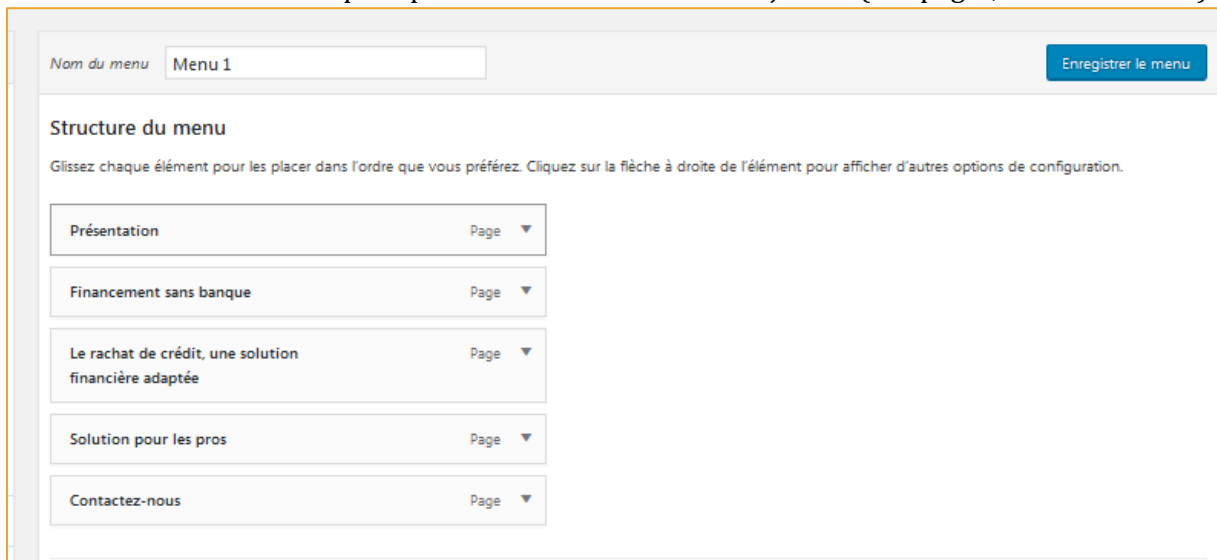 Nom du menu Menu 1 Enregistrer le menu
Structure du menu
Glissez chaque élément pour les placer dans l'ordre que vous préférez. Cliquez sur la flèche à droite de l'élément pour afficher d'autres options de configuration.
Présentation Page
Financement sans banque Page
Le rachat de crédit, une solution Page
financière adaptée
Solution pour les pros Page
Contactez-nous Page